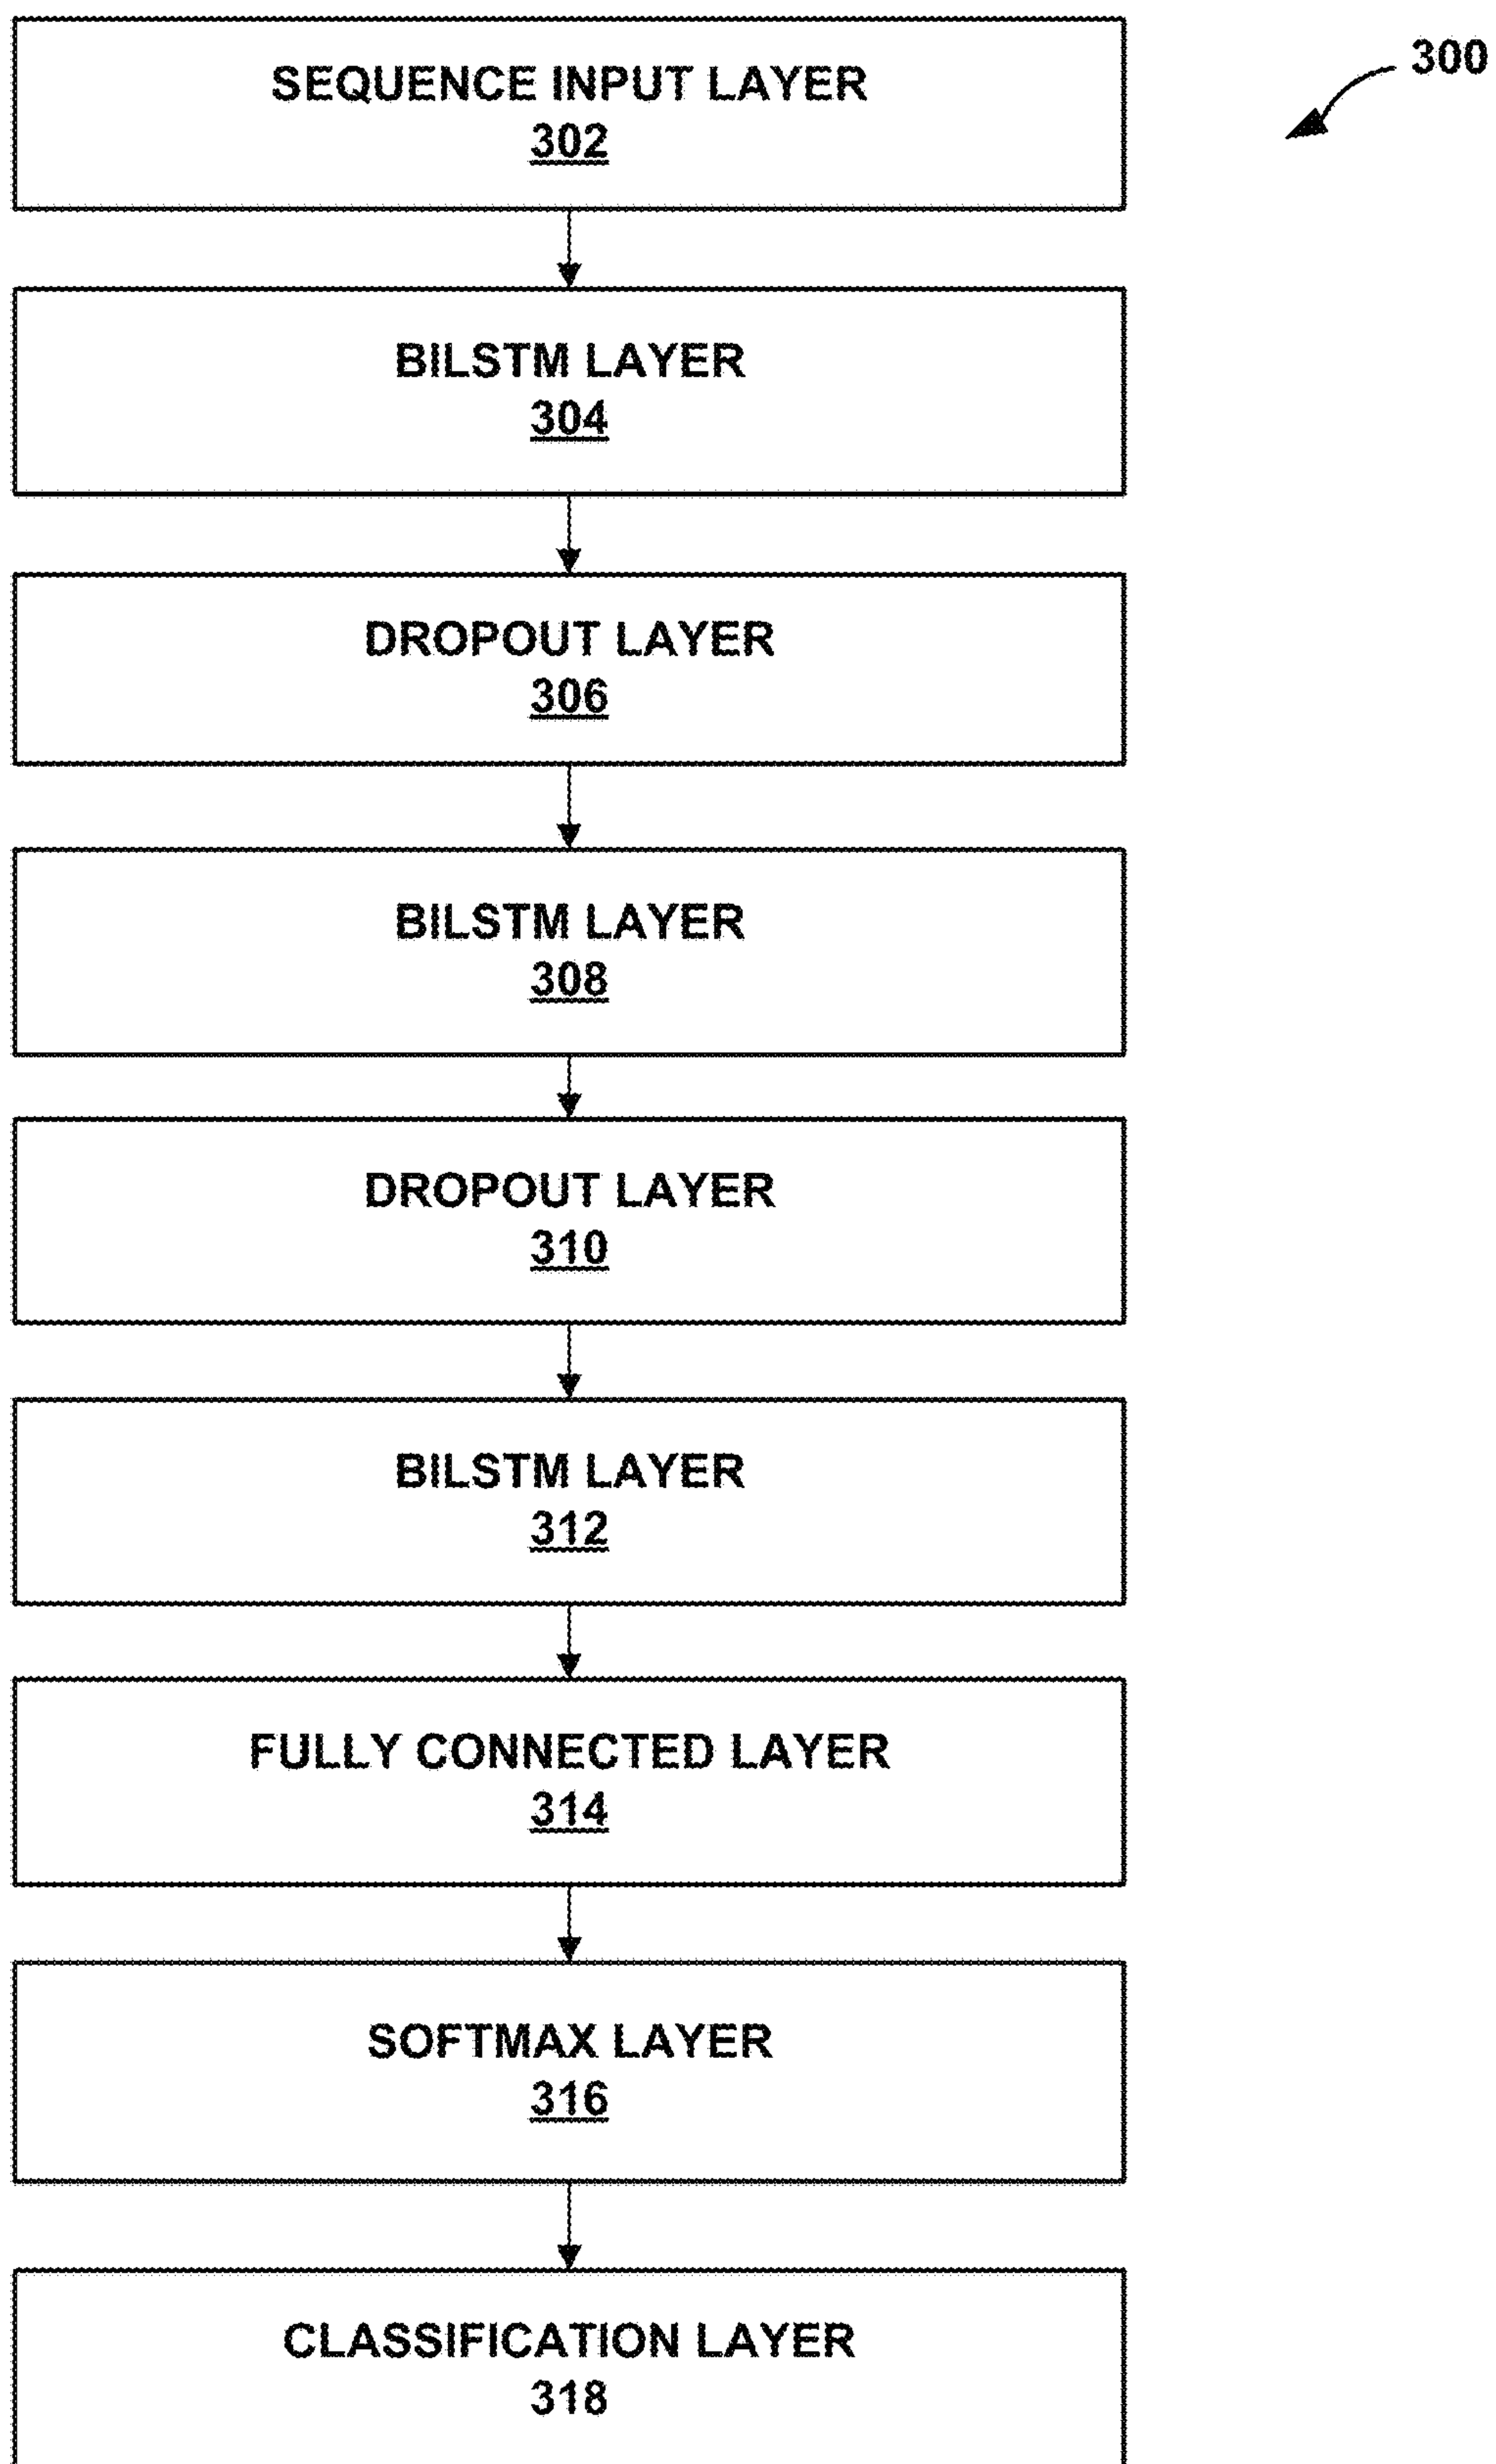 300
SEQUENCE INPUT LAYER
302
BILSTM LAYER
304
DROPOUT LAYER
306
BILSTM LAYER
308
DROPOUT LAYER
310
BILSTM LAYER
312
FULLY CONNECTED LAYER
314
SOFTMAX LAYER
316
CLASSIFICATION LAYER
318